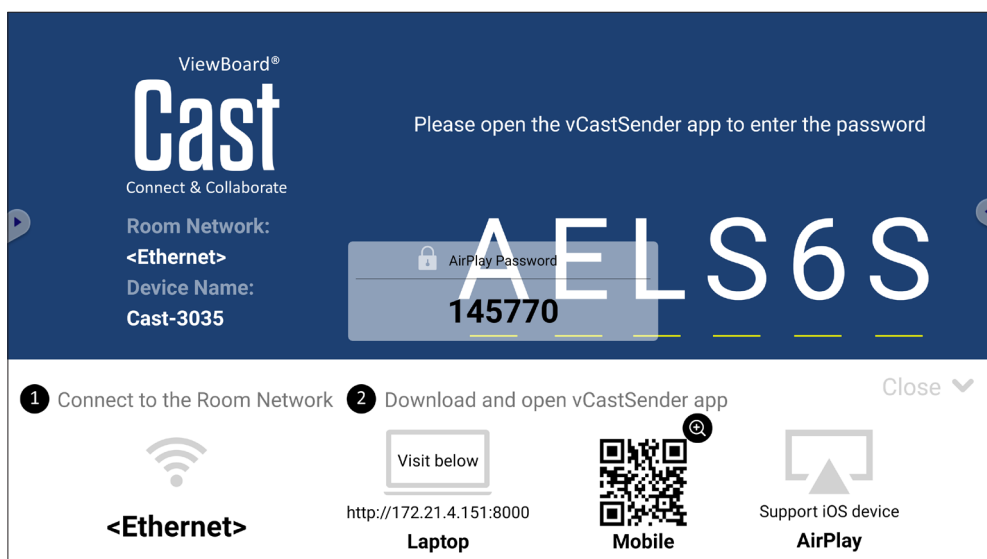 ViewBoard®
Cast
Connect & Collaborate
Please open the vCastSender app to enter the password
Room Network:
<Ethernet>
Device Name:
Cast-3035
AELS6S
AirPlay Password
145770
1 Connect to the Room Network
2 Download and open vCastSender app
Close
<Ethernet>
Visit below
http://172.21.4.151:8000
Laptop
Mobile
Support iOS device
AirPlay